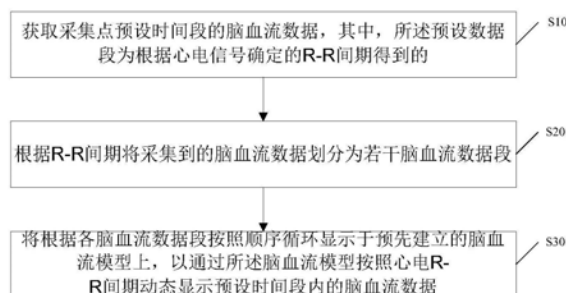 获取采集点预设时间段的脑血流数据，其中，所述预设数据
段为根据心电信号确定的R-R间期得到的
S10
根据R-R间期将采集到的脑血流数据划分为若干脑血流数据段
S20
将根据各脑血流数据段按照顺序循环显示于预先建立的脑血
流模型上，以通过所述脑血流模型按照心电R-
R间期动态显示预设时间段内的脑血流数据
S30